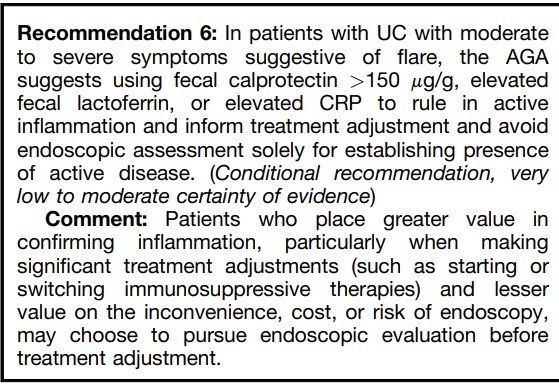 Recommendation 6: In patients with UC with moderate
to severe symptoms suggestive of flare, the AGA
suggests using fecal calprotectin >150 μg/g, elevated
fecal lactoferrin, or elevated CRP to rule in active
inflammation and inform treatment adjustment and avoid
endoscopic assessment solely for establishing presence
of active disease. (Conditional recommendation, very
low to moderate certainty of evidence)
Comment: Patients who place greater value in
confirming inflammation, particularly when making
significant treatment adjustments (such as starting or
switching immunosuppressive therapies) and lesser
value on the inconvenience, cost, or risk of endoscopy,
may choose to pursue endoscopic evaluation before
treatment adjustment.